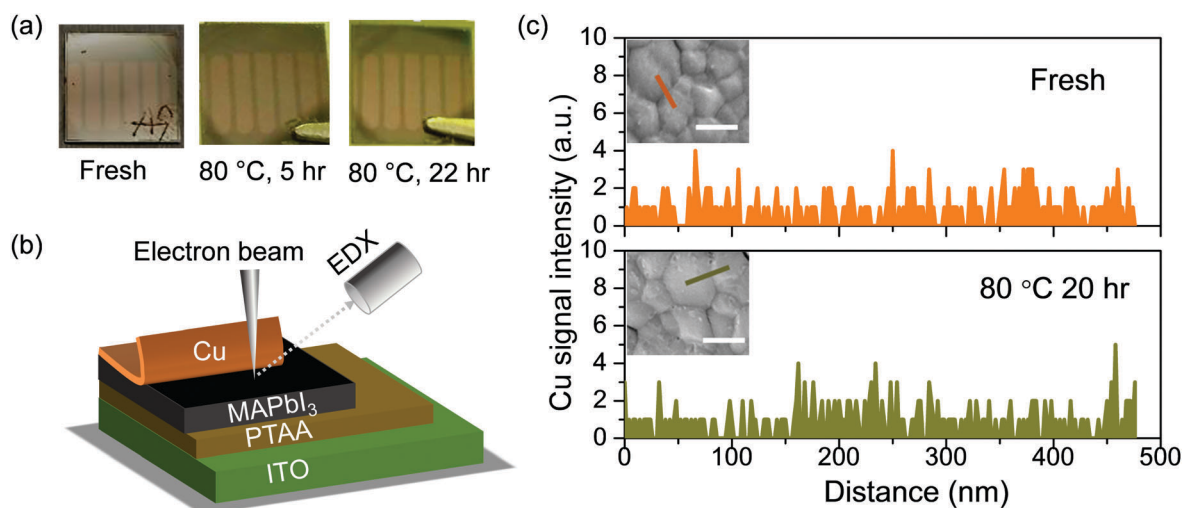 (a)
Fresh
80 °C, 5 hr
80 °C, 22 hr
(b)
Electron beam
EDX
Cu
MAPbI₃
PTAA
ITO
(c)
Cu signal intensity (a.u.)
10
8
6
4
2
0
Fresh
10
8
6
4
2
0
80 °C 20 hr
0 100 200 300 400 500
Distance (nm)